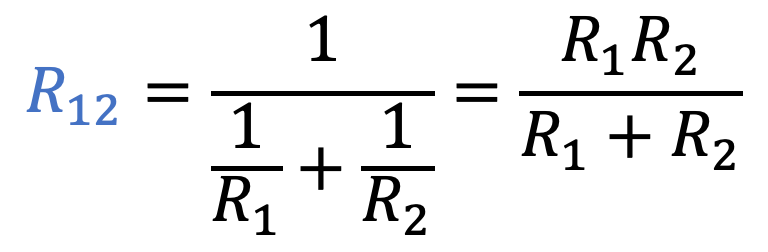 R₁₂ = 1 / (1/R₁ + 1/R₂) = R₁R₂ / (R₁ + R₂)